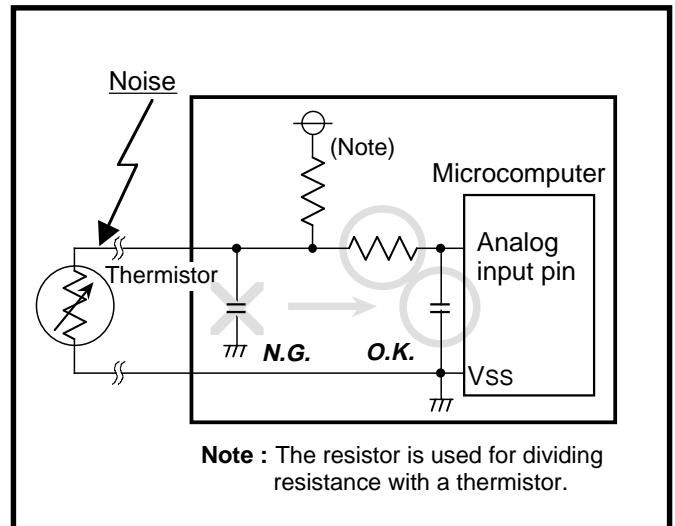 Noise
(Note)
Microcomputer
Thermistor
Analog
input pin
N.G.
O.K.
VSS
Note : The resistor is used for dividing
resistance with a thermistor.